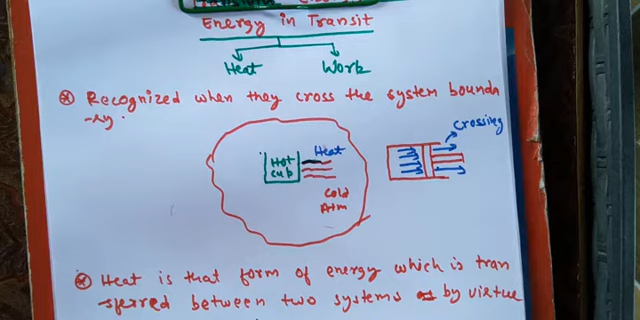 Energy in Transit
Heat Work
⊛ Recognized when they cross the system bounda
-ry.
crossing
Heat
Hot
cup
cold
Atm
⊛ Heat is that form of energy which is tran
sferred between two systems by virtue